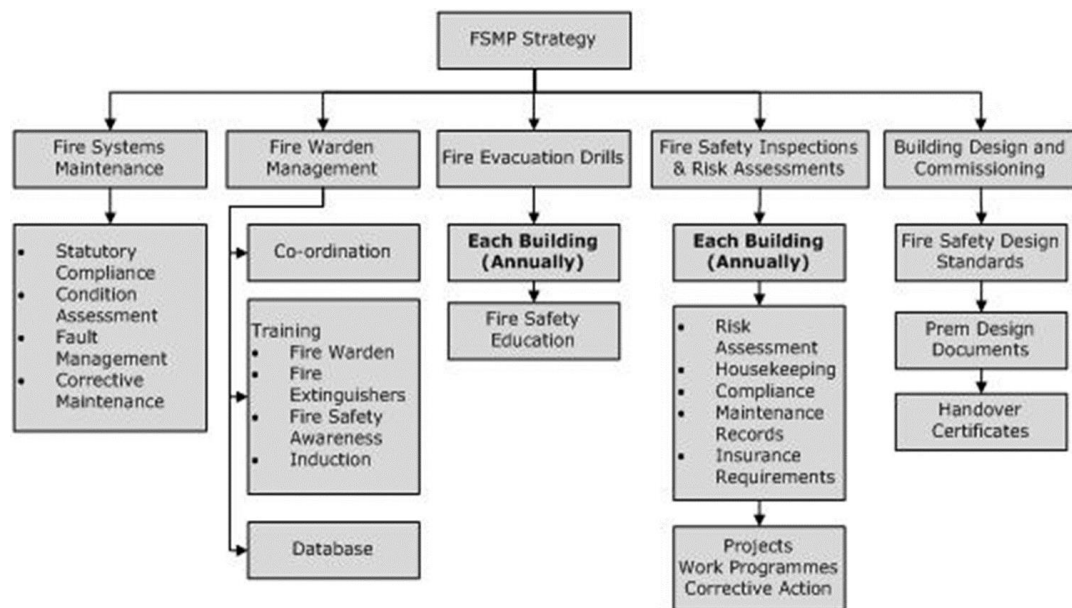 FSMP Strategy
Fire Systems
Maintenance
Fire Warden
Management
Fire Evacuation Drills
Fire Safety Inspections
& Risk Assessments
Building Design and
Commissioning
• Statutory
Compliance
• Condition
Assessment
• Fault
Management
• Corrective
Maintenance
Co-ordination
Training
• Fire Warden
• Fire
Extinguishers
• Fire Safety
Awareness
• Induction
Database
Each Building
(Annually)
Fire Safety
Education
Each Building
(Annually)
• Risk
Assessment
• Housekeeping
• Compliance
• Maintenance
Records
• Insurance
Requirements
Projects
Work Programmes
Corrective Action
Fire Safety Design
Standards
Prem Design
Documents
Handover
Certificates